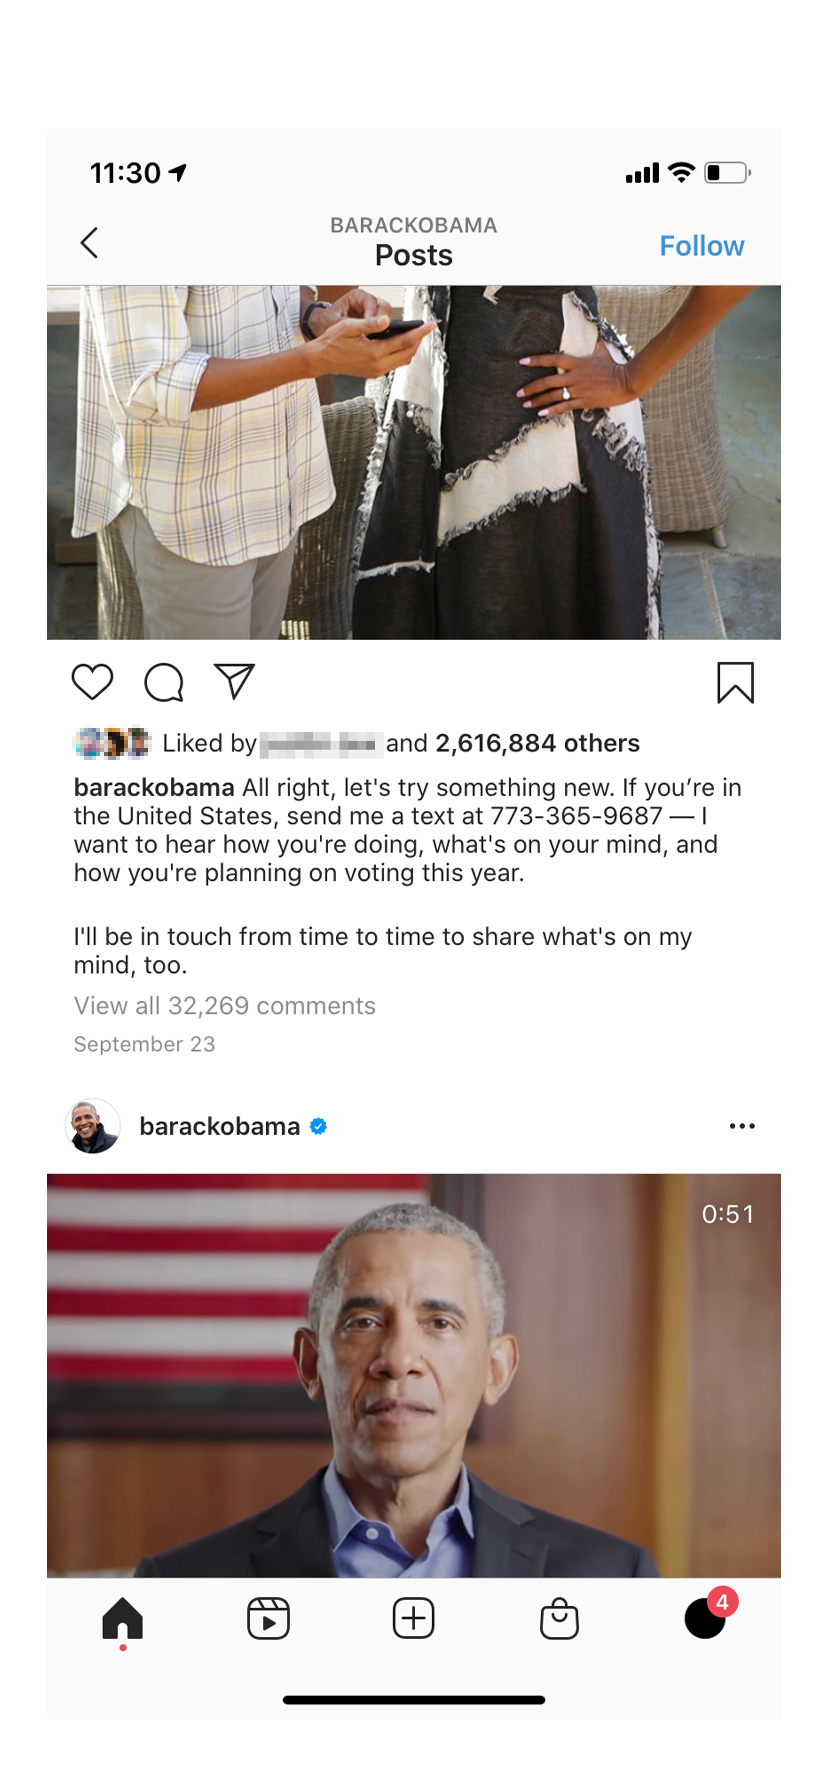 11:30
BARACKOBAMA
Posts
Follow
Liked by and 2,616,884 others
barackobama All right, let's try something new. If you’re in
the United States, send me a text at 773-365-9687 — I
want to hear how you're doing, what's on your mind, and
how you're planning on voting this year.
I'll be in touch from time to time to share what's on my
mind, too.
View all 32,269 comments
September 23
barackobama
0:51
4